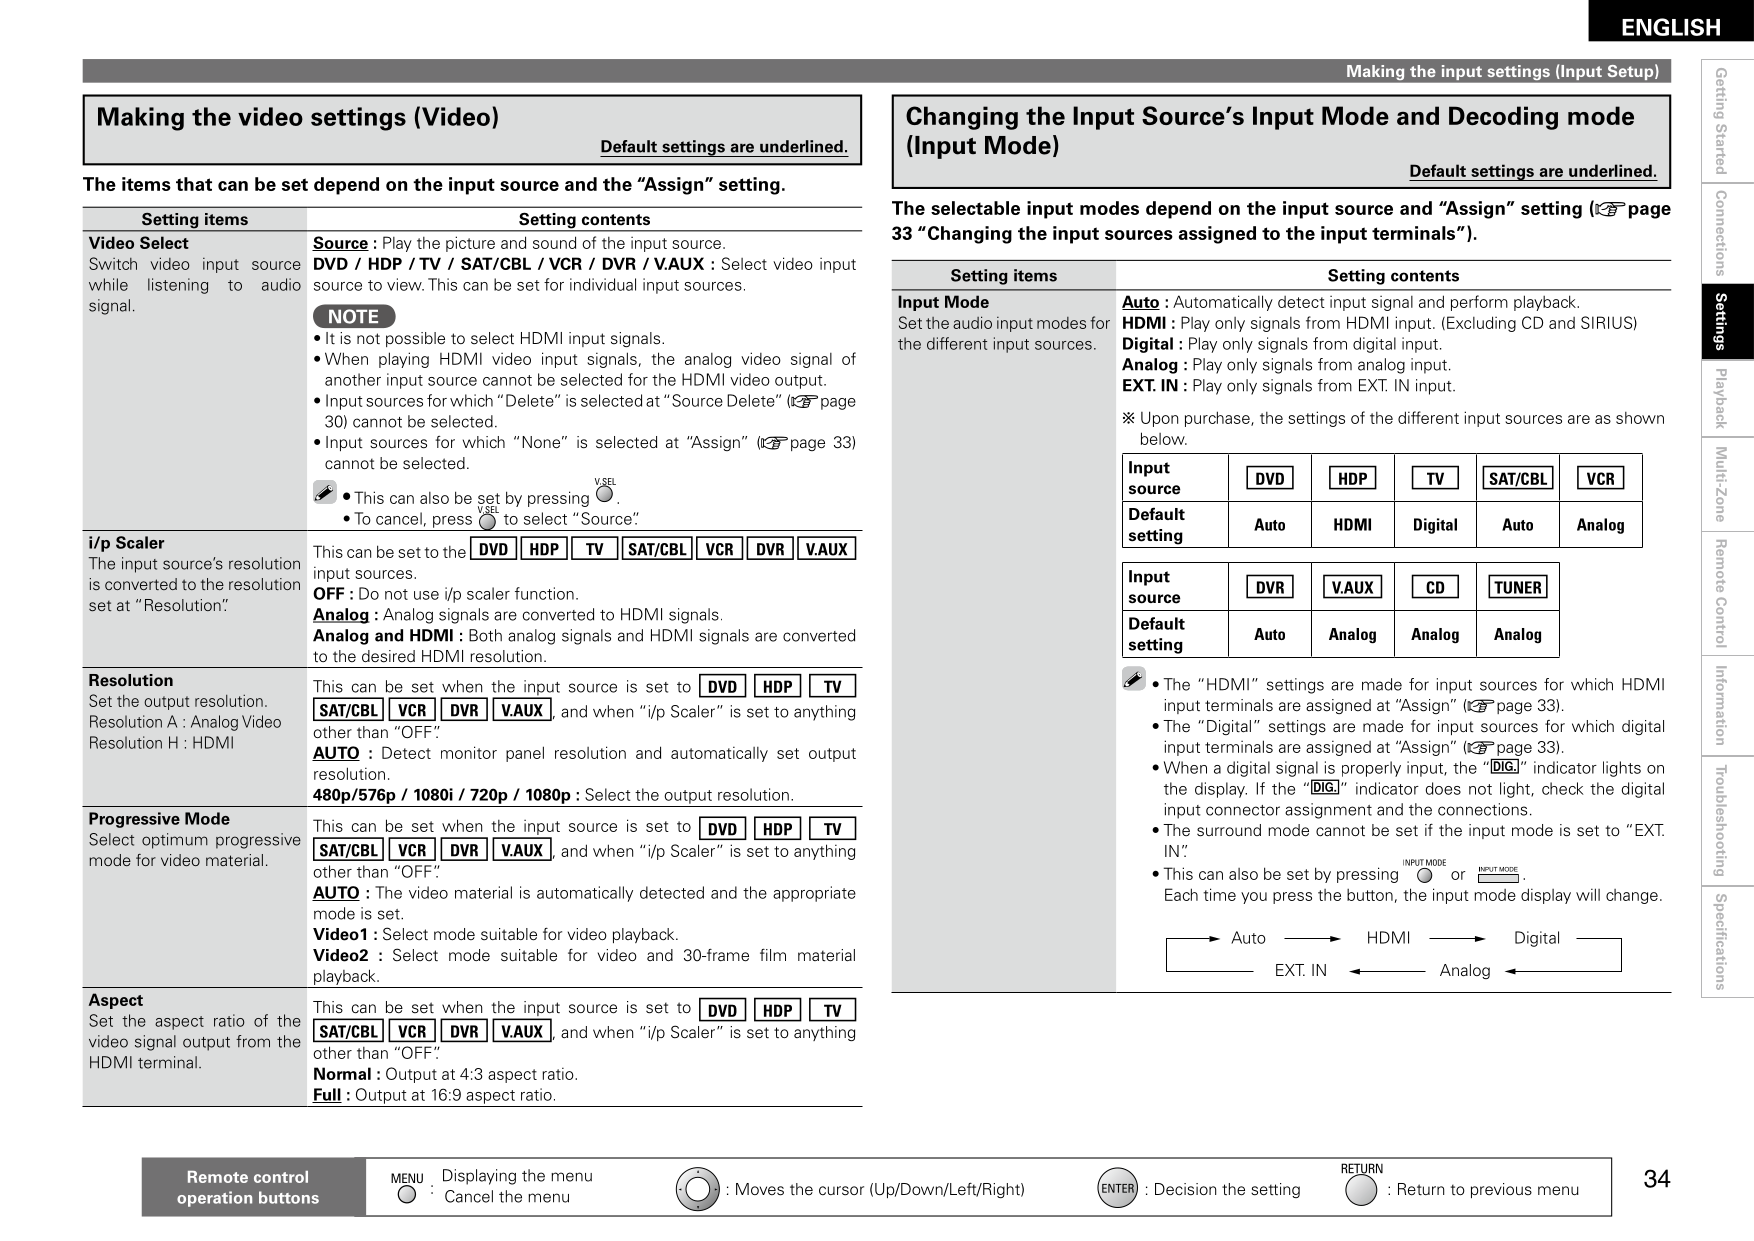 ENGLISH
Making the input settings (Input Setup)
Making the video settings (Video)
Default settings are underlined.
The items that can be set depend on the input source and the “Assign” setting.
Setting items
Setting contents
Video Select
Switch video input source
while listening to audio
signal.
Source : Play the picture and sound of the input source.
DVD / HDP / TV / SAT/CBL / VCR / DVR / V.AUX : Select video input
source to view. This can be set for individual input sources.
NOTE
• It is not possible to select HDMI input signals.
• When playing HDMI video input signals, the analog video signal of
another input source cannot be selected for the HDMI video output.
• Input sources for which “Delete” is selected at “Source Delete” (☞page
30) cannot be selected.
• Input sources for which “None” is selected at “Assign” (☞page 33)
cannot be selected.
V.SEL
• This can also be set by pressing .
V.SEL
• To cancel, press to select “Source”.
i/p Scaler
The input source’s resolution
is converted to the resolution
set at “Resolution”.
This can be set to the DVD HDP TV SAT/CBL VCR DVR V.AUX
input sources.
OFF : Do not use i/p scaler function.
Analog : Analog signals are converted to HDMI signals.
Analog and HDMI : Both analog signals and HDMI signals are converted
to the desired HDMI resolution.
Resolution
Set the output resolution.
Resolution A : Analog Video
Resolution H : HDMI
This can be set when the input source is set to DVD HDP TV
SAT/CBL VCR DVR V.AUX , and when “i/p Scaler” is set to anything
other than “OFF”.
AUTO : Detect monitor panel resolution and automatically set output
resolution.
480p/576p / 1080i / 720p / 1080p : Select the output resolution.
Progressive Mode
Select optimum progressive
mode for video material.
This can be set when the input source is set to DVD HDP TV
SAT/CBL VCR DVR V.AUX , and when “i/p Scaler” is set to anything
other than “OFF”.
AUTO : The video material is automatically detected and the appropriate
mode is set.
Video1 : Select mode suitable for video playback.
Video2 : Select mode suitable for video and 30-frame film material
playback.
Aspect
Set the aspect ratio of the
video signal output from the
HDMI terminal.
This can be set when the input source is set to DVD HDP TV
SAT/CBL VCR DVR V.AUX , and when “i/p Scaler” is set to anything
other than “OFF”.
Normal : Output at 4:3 aspect ratio.
Full : Output at 16:9 aspect ratio.
Changing the Input Source’s Input Mode and Decoding mode
(Input Mode)
Default settings are underlined.
The selectable input modes depend on the input source and “Assign” setting (☞page
33 “Changing the input sources assigned to the input terminals”).
Setting items
Setting contents
Input Mode
Set the audio input modes for
the different input sources.
Auto : Automatically detect input signal and perform playback.
HDMI : Play only signals from HDMI input. (Excluding CD and SIRIUS)
Digital : Play only signals from digital input.
Analog : Play only signals from analog input.
EXT. IN : Play only signals from EXT. IN input.
※ Upon purchase, the settings of the different input sources are as shown
below.
Input
source
DVD HDP TV SAT/CBL VCR
Default
setting
Auto HDMI Digital Auto Analog
Input
source
DVR V.AUX CD TUNER
Default
setting
Auto Analog Analog Analog
• The “HDMI” settings are made for input sources for which HDMI
input terminals are assigned at “Assign” (☞page 33).
• The “Digital” settings are made for input sources for which digital
input terminals are assigned at “Assign” (☞page 33).
• When a digital signal is properly input, the “DIG.” indicator lights on
the display. If the “DIG.” indicator does not light, check the digital
input connector assignment and the connections.
• The surround mode cannot be set if the input mode is set to “EXT.
IN”.
INPUT MODE INPUT MODE
• This can also be set by pressing or .
Each time you press the button, the input mode display will change.
Auto HDMI Digital
EXT. IN Analog
Getting Started
Connections
Settings
Playback
Multi-Zone
Remote Control
Information
Troubleshooting
Specifications
Remote control
operation buttons
MENU : Displaying the menu
Cancel the menu
: Moves the cursor (Up/Down/Left/Right)
ENTER : Decision the setting
RETURN
: Return to previous menu
34